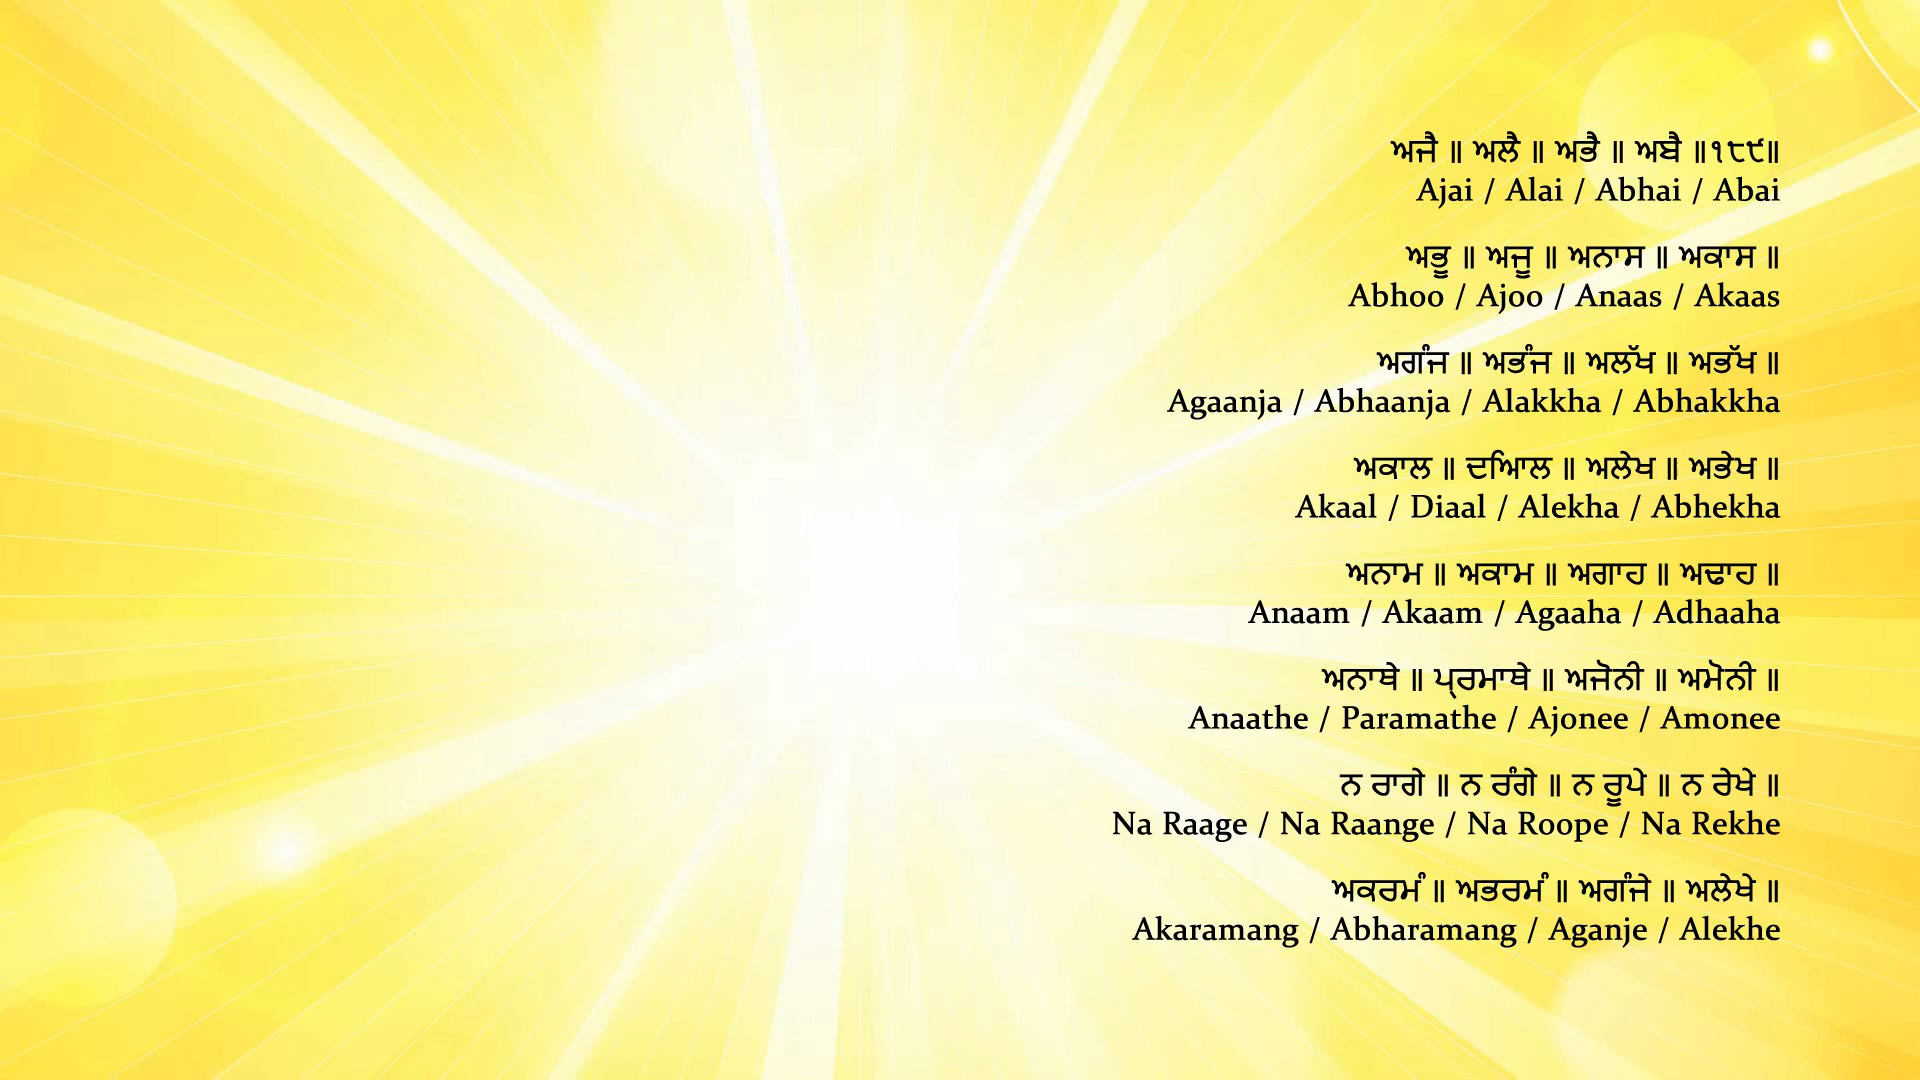 ਅਜੈ ॥ ਅਲੈ ॥ ਅਭੈ ॥ ਅਬੈ ॥੧੮੯॥
Ajai / Alai / Abhai / Abai
ਅਭੂ ॥ ਅਜੂ ॥ ਅਨਾਸ ॥ ਅਕਾਸ ॥
Abhoo / Ajoo / Anaas / Akaas
ਅਗੰਜ ॥ ਅਭੰਜ ॥ ਅਲੱਖ ॥ ਅਭੱਖ ॥
Agaanja / Abhaanja / Alakkha / Abhakkha
ਅਕਾਲ ॥ ਦਿਆਲ ॥ ਅਲੇਖ ॥ ਅਭੇਖ ॥
Akaal / Diaal / Alekha / Abhekha
ਅਨਾਮ ॥ ਅਕਾਮ ॥ ਅਗਾਹ ॥ ਅਢਾਹ ॥
Anaam / Akaam / Agaaha / Adhaaha
ਅਨਾਥੇ ॥ ਪ੍ਰਮਾਥੇ ॥ ਅਜੋਨੀ ॥ ਅਮੋਨੀ ॥
Anaathe / Paramathe / Ajonee / Amonee
ਨ ਰਾਗੇ ॥ ਨ ਰੰਗੇ ॥ ਨ ਰੂਪੇ ॥ ਨ ਰੇਖੇ ॥
Na Raage / Na Raange / Na Roope / Na Rekhe
ਅਕਰਮੰ ॥ ਅਭਰਮੰ ॥ ਅਗੰਜੇ ॥ ਅਲੇਖੇ ॥
Akaramang / Abharamang / Aganje / Alekhe